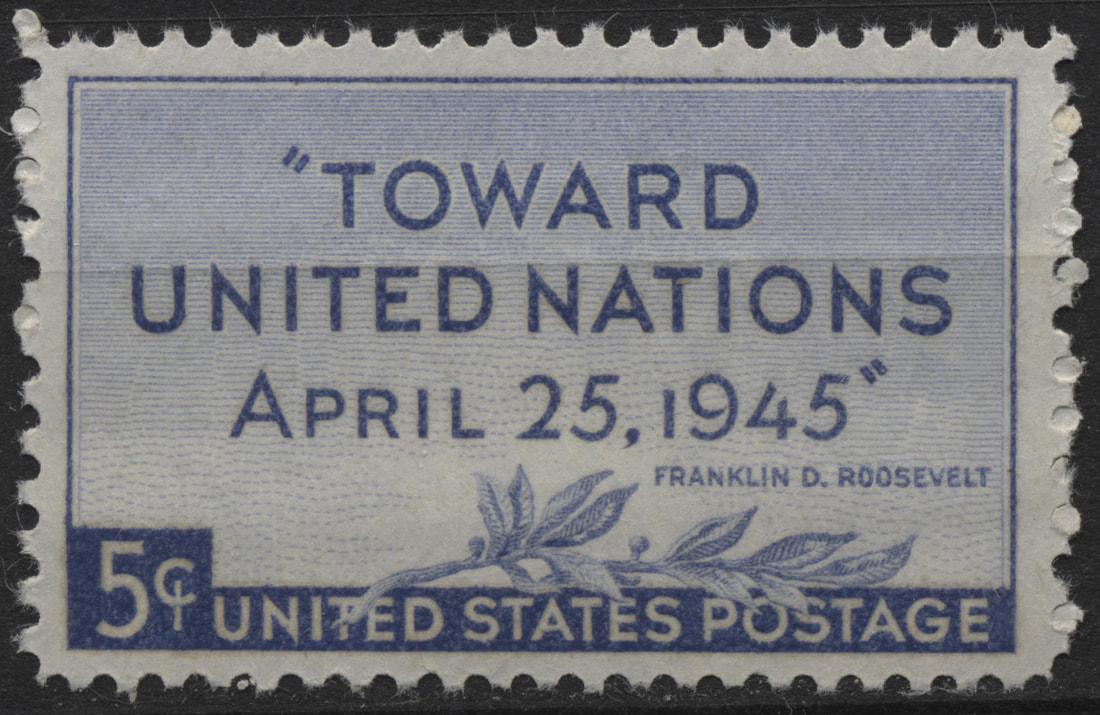 "TOWARD
UNITED NATIONS
APRIL 25, 1945"
FRANKLIN D. ROOSEVELT
5¢
UNITED STATES POSTAGE